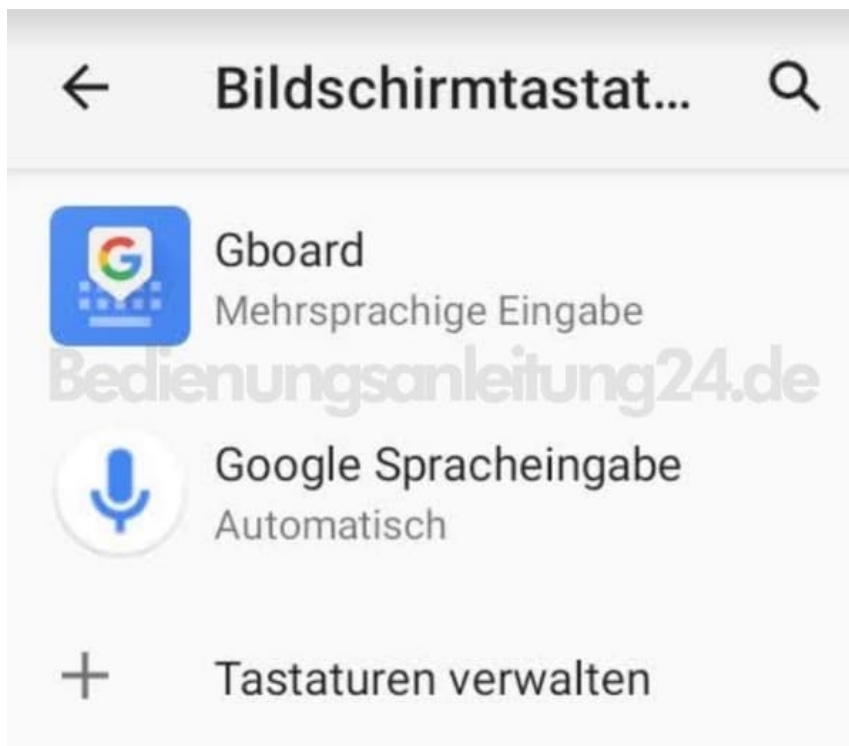 Bildschirmtastat...
Gboard
Mehrsprachige Eingabe
Bedienungsanleitung24.de
Google Spracheingabe
Automatisch
Tastaturen verwalten